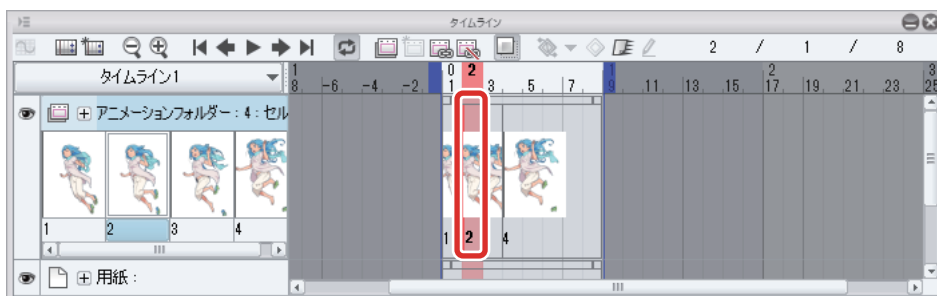 タイムライン
2 / 1 / 8
タイムライン1
1 0 2 1 2 3
8 -6 -4 -2 1 3 5 7 9 11 13 15 17 19 21 23 25
アニメーションフォルダー : 4 : セル
1 2 3 4
1 2 4
用紙 :